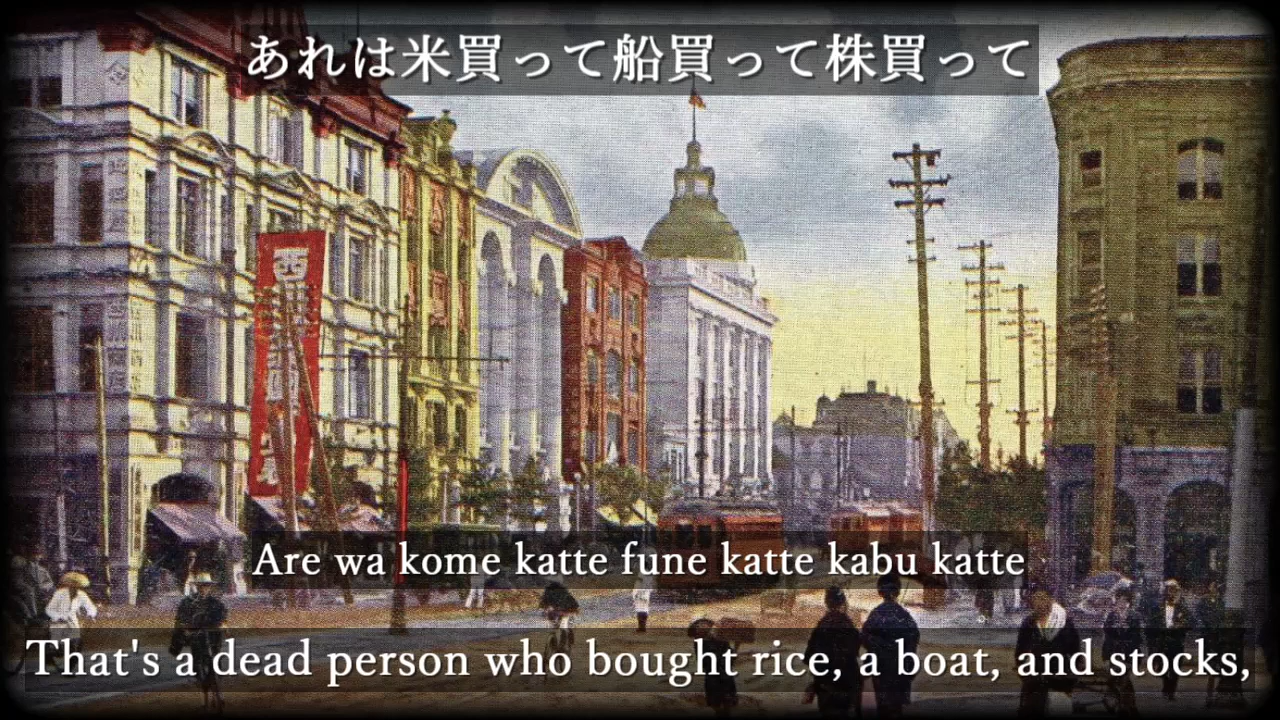 あれは米買って船買って株買って
西
Are wa kome katte fune katte kabu katte
That's a dead person who bought rice, a boat, and stocks,